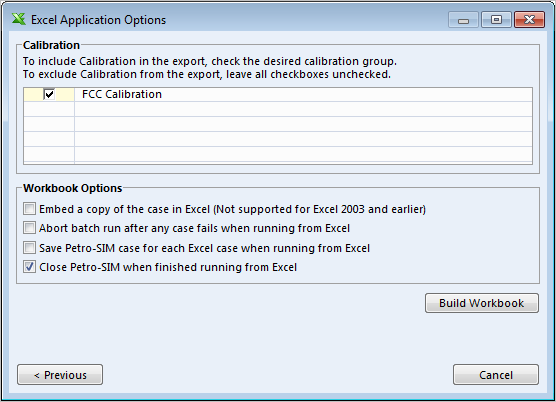 Excel Application Options
Calibration
To include Calibration in the export, check the desired calibration group.
To exclude Calibration from the export, leave all checkboxes unchecked.
FCC Calibration
Workbook Options
Embed a copy of the case in Excel (Not supported for Excel 2003 and earlier)
Abort batch run after any case fails when running from Excel
Save Petro-SIM case for each Excel case when running from Excel
Close Petro-SIM when finished running from Excel
Build Workbook
< Previous
Cancel